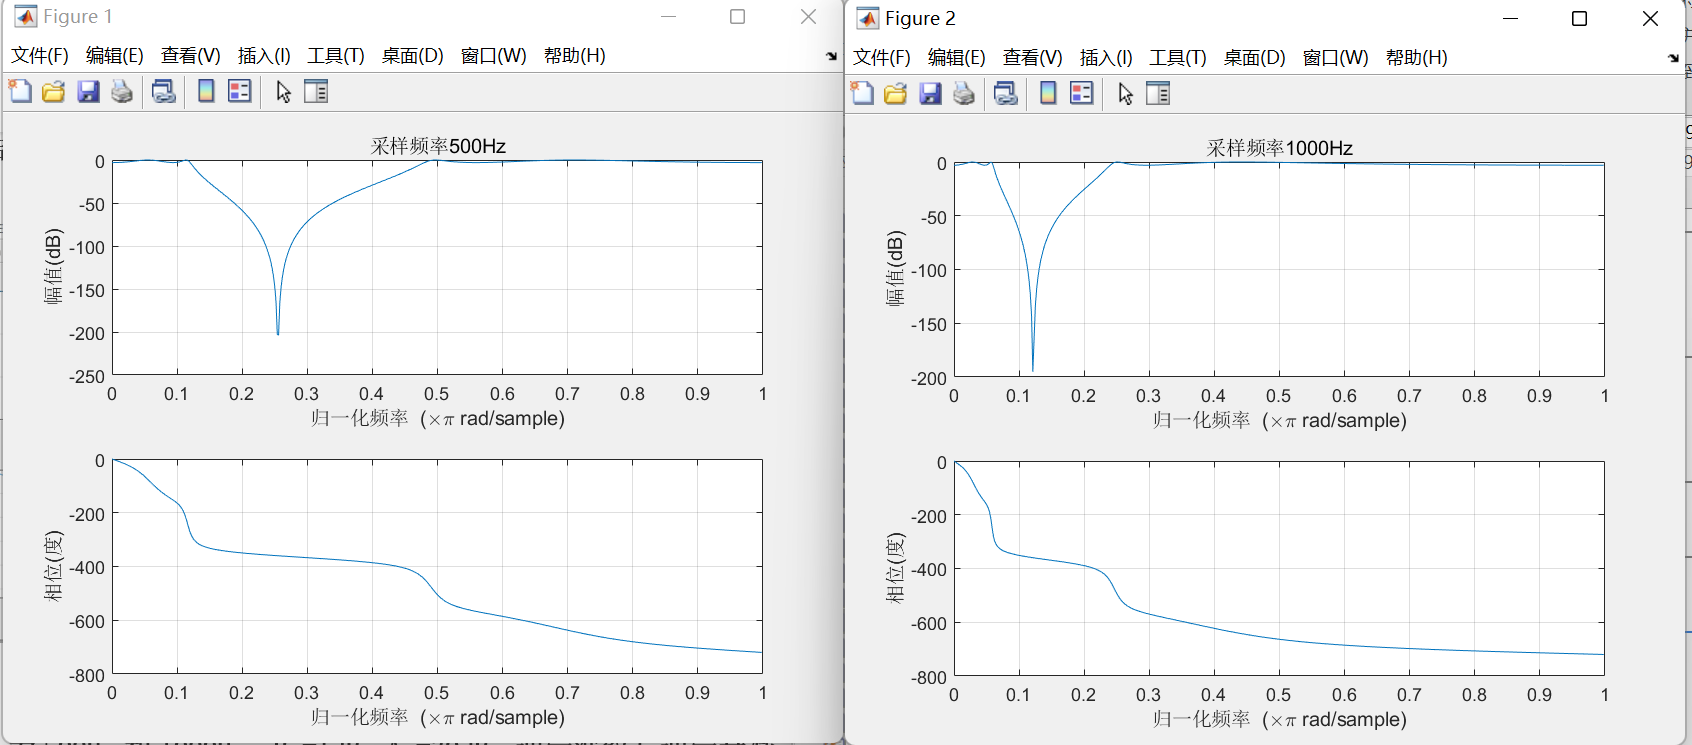 Figure 1
文件(F) 编辑(E) 查看(V) 插入(I) 工具(T) 桌面(D) 窗口(W) 帮助(H)
采样频率500Hz
幅值(dB)
0
-50
-100
-150
-200
-250
0 0.1 0.2 0.3 0.4 0.5 0.6 0.7 0.8 0.9 1
归一化频率 (×π rad/sample)
相位(度)
0
-200
-400
-600
-800
0 0.1 0.2 0.3 0.4 0.5 0.6 0.7 0.8 0.9 1
归一化频率 (×π rad/sample)
Figure 2
文件(F) 编辑(E) 查看(V) 插入(I) 工具(T) 桌面(D) 窗口(W) 帮助(H)
采样频率1000Hz
幅值(dB)
0
-50
-100
-150
-200
0 0.1 0.2 0.3 0.4 0.5 0.6 0.7 0.8 0.9 1
归一化频率 (×π rad/sample)
相位(度)
0
-200
-400
-600
-800
0 0.1 0.2 0.3 0.4 0.5 0.6 0.7 0.8 0.9 1
归一化频率 (×π rad/sample)